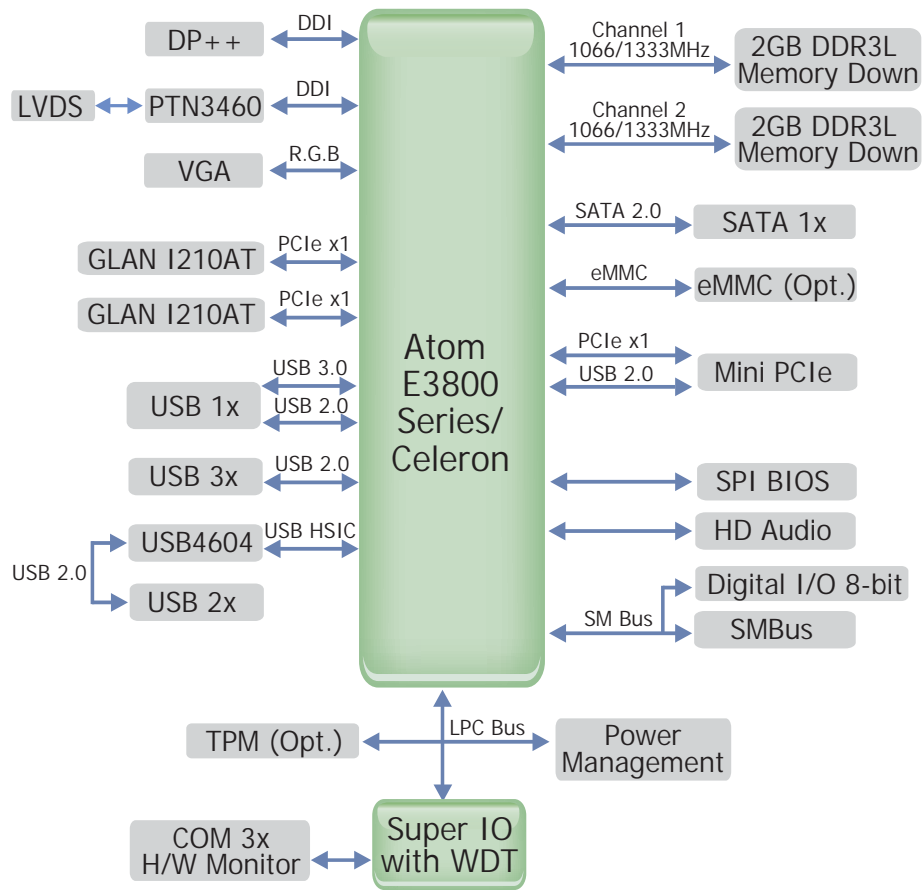 DP++
DDI
LVDS
PTN3460
DDI
VGA
R.G.B
GLAN I210AT
PCIe x1
GLAN I210AT
PCIe x1
USB 1x
USB 3.0
USB 2.0
USB 3x
USB 2.0
USB4604
USB HSIC
USB 2.0
USB 2x
Atom
E3800
Series/
Celeron
Channel 1
1066/1333MHz
2GB DDR3L
Memory Down
Channel 2
1066/1333MHz
2GB DDR3L
Memory Down
SATA 2.0
SATA 1x
eMMC
eMMC (Opt.)
PCIe x1
USB 2.0
Mini PCIe
SPI BIOS
HD Audio
Digital I/O 8-bit
SM Bus
SMBus
TPM (Opt.)
LPC Bus
Power
Management
COM 3x
H/W Monitor
Super IO
with WDT